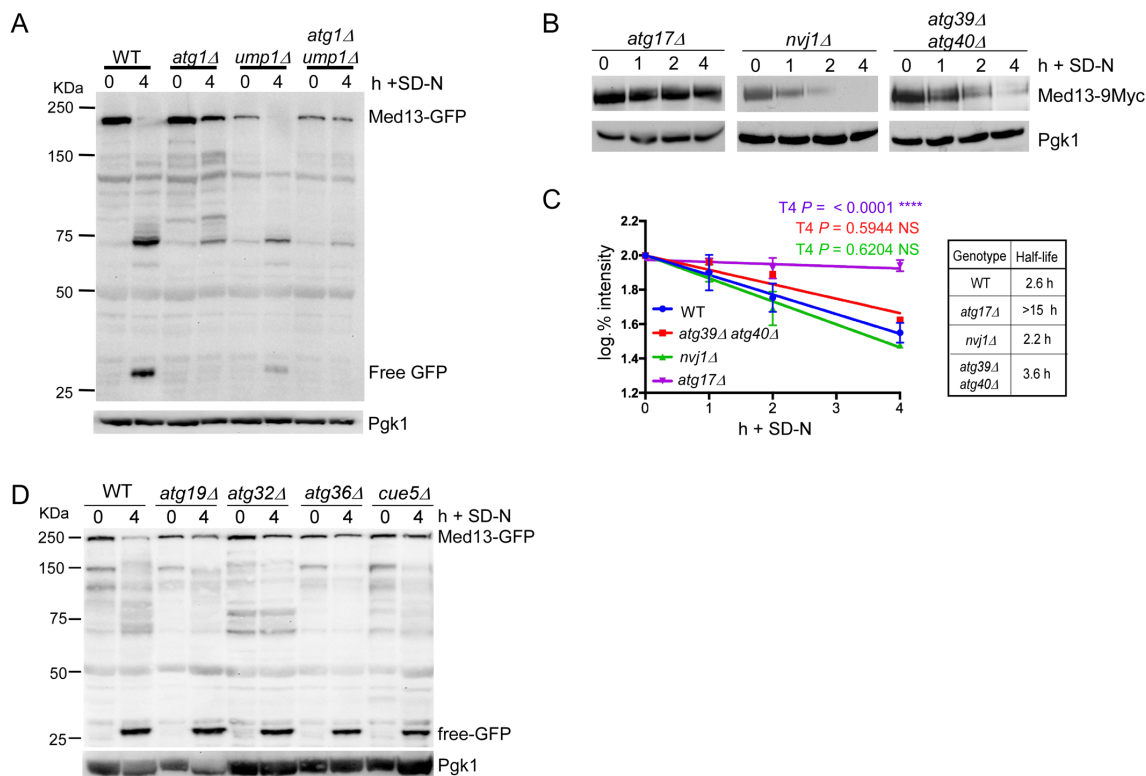 A
WT atg1Δ ump1Δ atg1Δ ump1Δ
0 4 0 4 0 4 0 4 h +SD-N
KDa
250 Med13-GFP
150
75
50
Free GFP
25
Pgk1
B
atg17Δ nvj1Δ atg39Δ atg40Δ
0 1 2 4 0 1 2 4 0 1 2 4 h + SD-N
Med13-9Myc
Pgk1
C
T4 P = < 0.0001 ****
T4 P = 0.5944 NS
T4 P = 0.6204 NS
log.% intensity
2.2
2.0
1.8
1.6
1.4
1.2
WT
atg39Δ atg40Δ
nvj1Δ
atg17Δ
0 1 2 4
h + SD-N
Genotype Half-life
WT 2.6 h
atg17Δ >15 h
nvj1Δ 2.2 h
atg39Δ atg40Δ 3.6 h
D
WT atg19Δ atg32Δ atg36Δ cue5Δ
KDa
0 4 0 4 0 4 0 4 0 4 h + SD-N
250 Med13-GFP
150
75
50
25 free-GFP
Pgk1